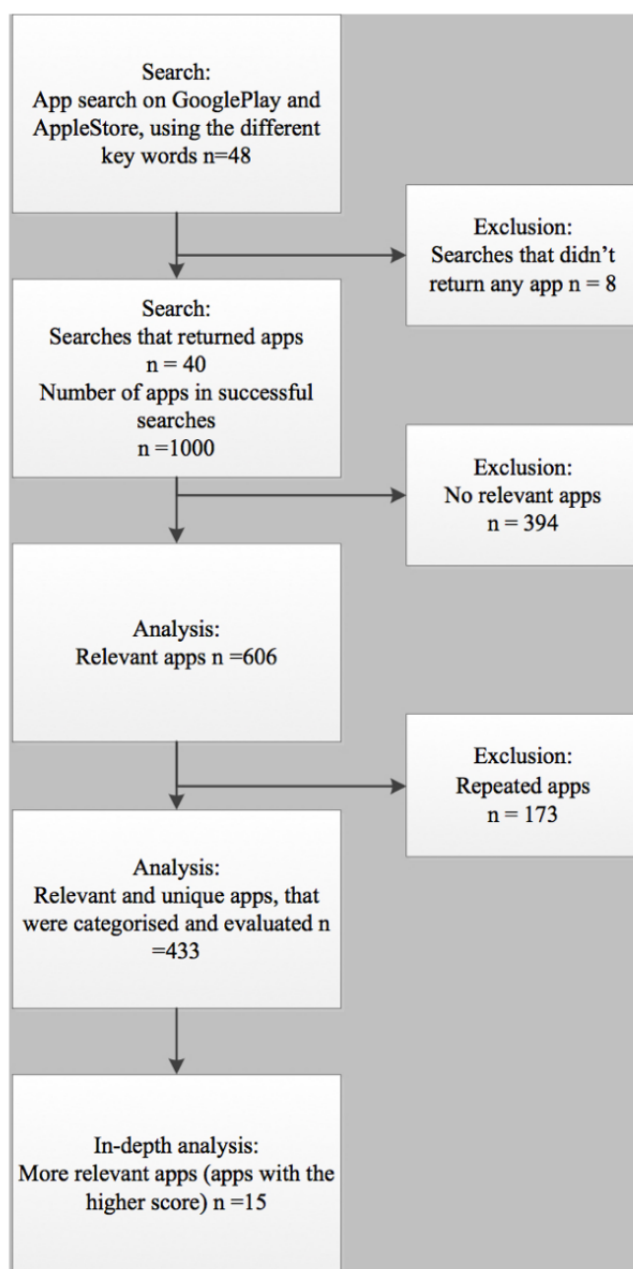 Search:
App search on GooglePlay and
AppleStore, using the different
key words n=48
Exclusion:
Searches that didn’t
return any app n = 8
Search:
Searches that returned apps
n = 40
Number of apps in successful
searches
n =1000
Exclusion:
No relevant apps
n = 394
Analysis:
Relevant apps n =606
Exclusion:
Repeated apps
n = 173
Analysis:
Relevant and unique apps, that
were categorised and evaluated n
=433
In-depth analysis:
More relevant apps (apps with the
higher score) n =15